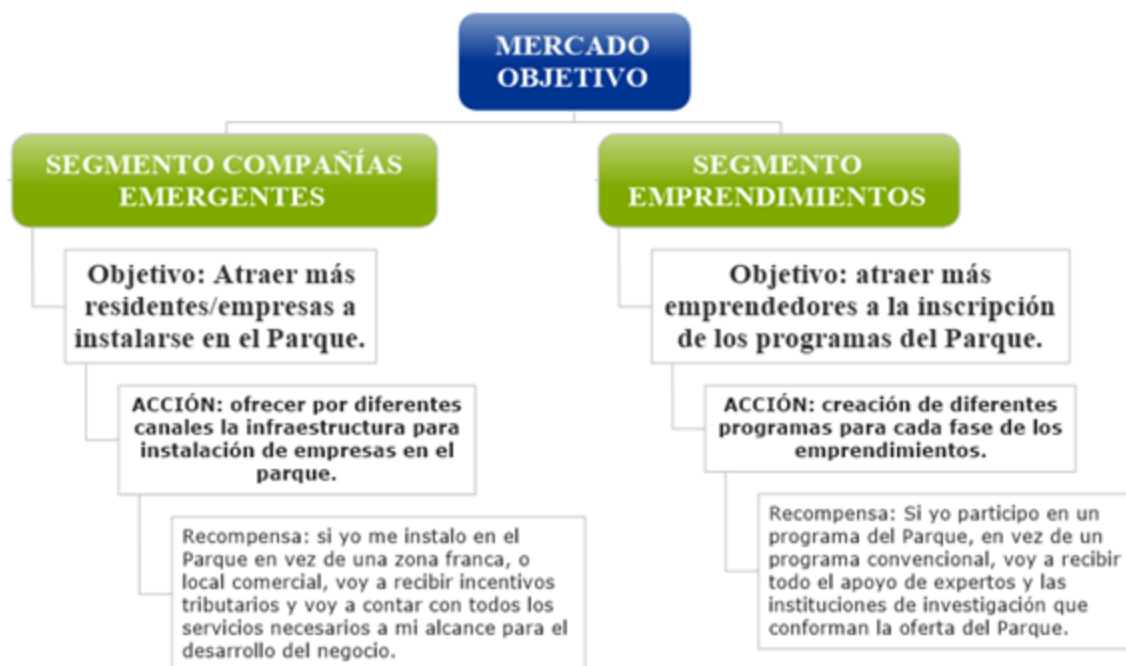 MERCADO
OBJETIVO
SEGMENTO COMPAÑÍAS
EMERGENTES
Objetivo: Atraer más
residentes/empresas a
instalarse en el Parque.
ACCIÓN: ofrecer por diferentes
canales la infraestructura para
instalación de empresas en el
parque.
Recompensa: si yo me instalo en el
Parque en vez de una zona franca, o
local comercial, voy a recibir incentivos
tributarios y voy a contar con todos los
servicios necesarios a mi alcance para el
desarrollo del negocio.
SEGMENTO
EMPRENDIMIENTOS
Objetivo: atraer más
emprendedores a la inscripción
de los programas del Parque.
ACCIÓN: creación de diferentes
programas para cada fase de los
emprendimientos.
Recompensa: Si yo participo en un
programa del Parque, en vez de un
programa convencional, voy a recibir
todo el apoyo de expertos y las
instituciones de investigación que
conforman la oferta del Parque.